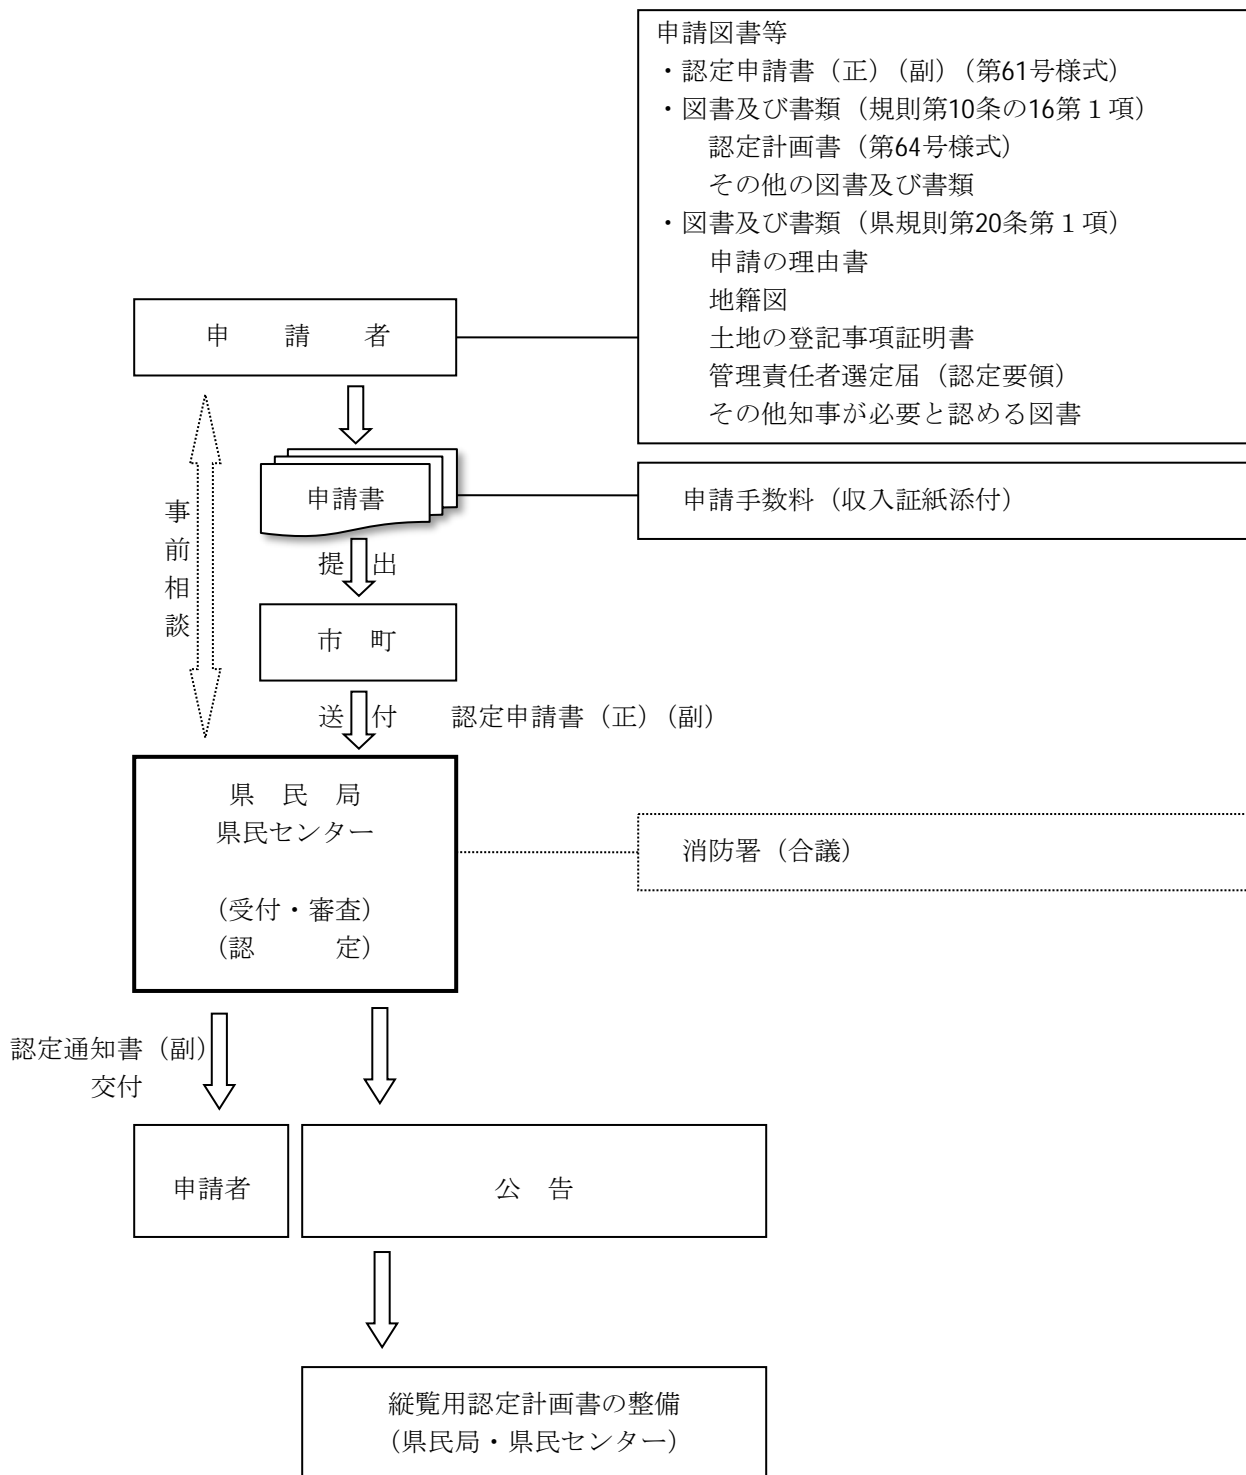 申請図書等
・認定申請書（正）（副）（第61号様式）
・図書及び書類（規則第10条の16第１項）
認定計画書（第64号様式）
その他の図書及び書類
・図書及び書類（県規則第20条第１項）
申請の理由書
地籍図
土地の登記事項証明書
管理責任者選定届（認定要領）
その他知事が必要と認める図書
申　請　者
申請書
申請手数料（収入証紙添付）
事前相談
提　出
市　町
送　付　　認定申請書（正）（副）
県　民　局
県民センター
（受付・審査）
（認　　　定）
消防署（合議）
認定通知書（副）
交付
申請者
公　告
縦覧用認定計画書の整備
（県民局・県民センター）